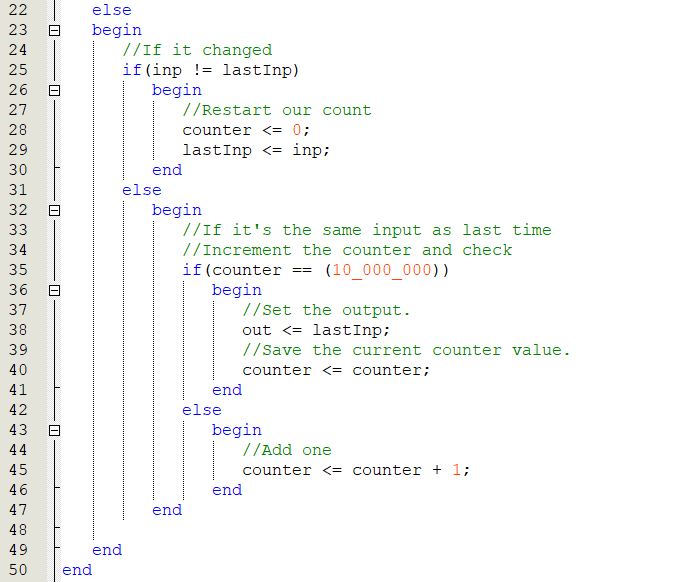 22 else
23 begin
24 //If it changed
25 if(inp != lastInp)
26 begin
27 //Restart our count
28 counter <= 0;
29 lastInp <= inp;
30 end
31 else
32 begin
33 //If it's the same input as last time
34 //Increment the counter and check
35 if(counter == (10_000_000))
36 begin
37 //Set the output.
38 out <= lastInp;
39 //Save the current counter value.
40 counter <= counter;
41 end
42 else
43 begin
44 //Add one
45 counter <= counter + 1;
46 end
47 end
48
49 end
50 end